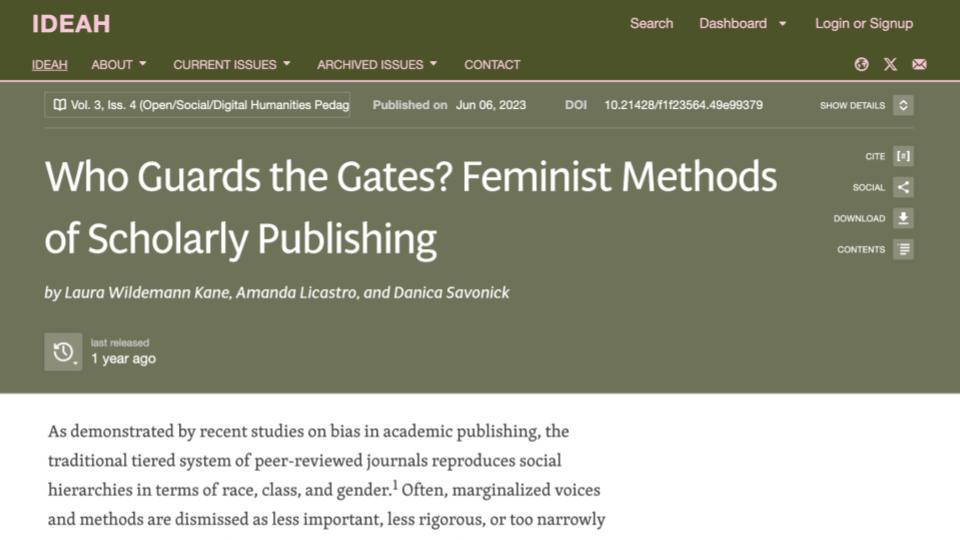 IDEAH
Search Dashboard Login or Signup
IDEAH ABOUT CURRENT ISSUES ARCHIVED ISSUES CONTACT
Vol. 3, Iss. 4 (Open/Social/Digital Humanities Pedag Published on Jun 06, 2023 DOI 10.21428/f1f23564.49e99379 SHOW DETAILS
CITE
Who Guards the Gates? Feminist Methods
SOCIAL
DOWNLOAD
of Scholarly Publishing
CONTENTS
by Laura Wildemann Kane, Amanda Licastro, and Danica Savonick
last released
1 year ago
As demonstrated by recent studies on bias in academic publishing, the
traditional tiered system of peer-reviewed journals reproduces social
hierarchies in terms of race, class, and gender.1 Often, marginalized voices
and methods are dismissed as less important, less rigorous, or too narrowly